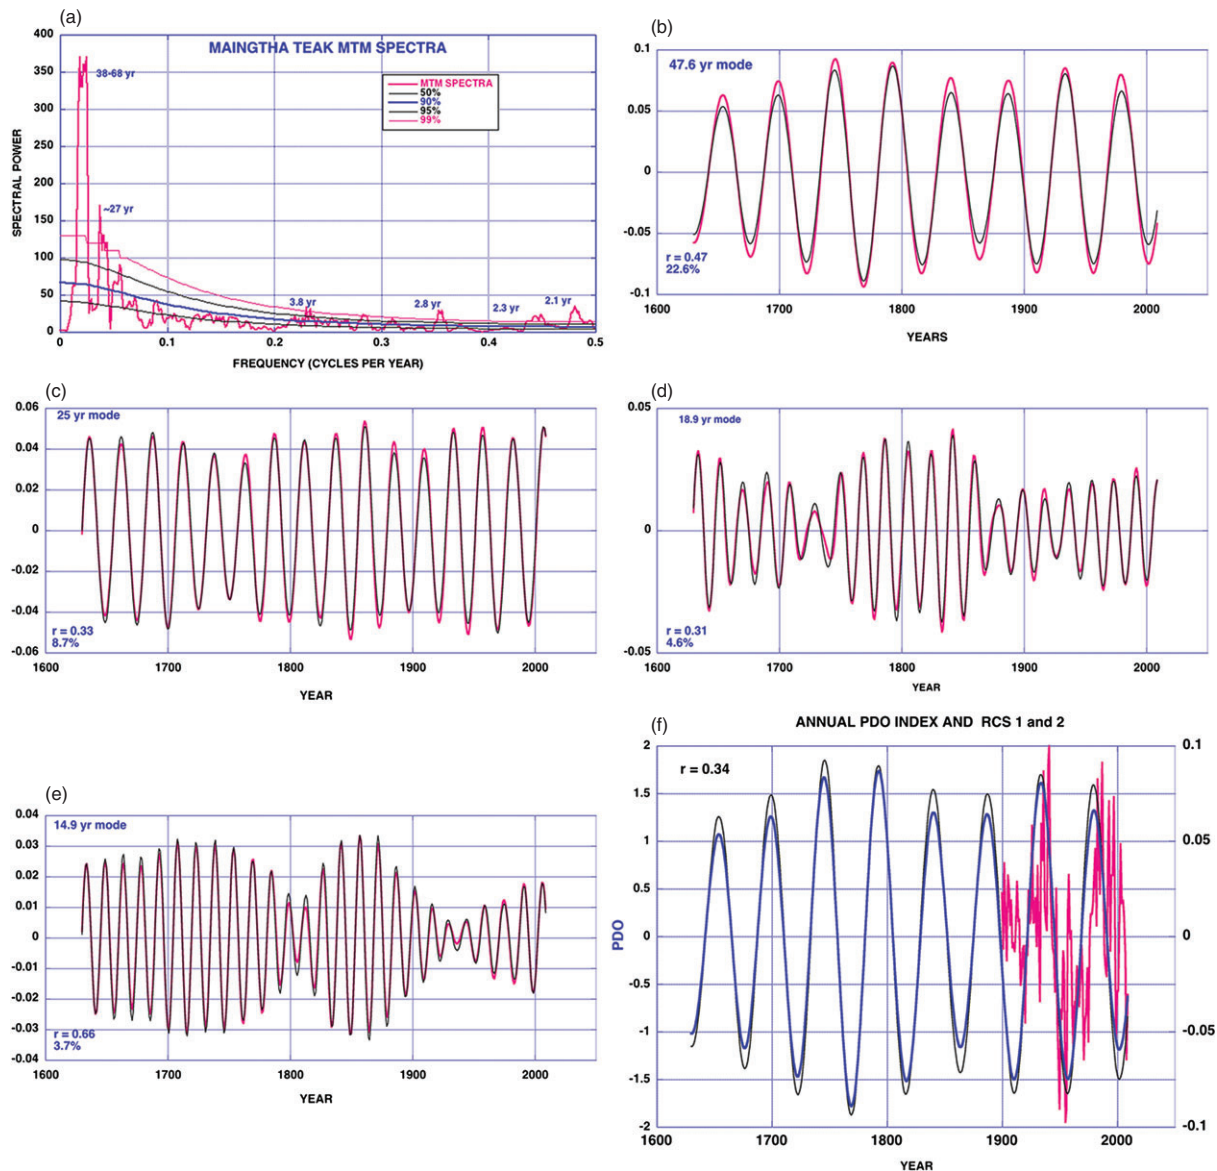 (a)
MAINGTHA TEAK MTM SPECTRA
38-68 yr
~27 yr
MTM SPECTRA
50%
90%
95%
99%
3.8 yr
2.8 yr
2.3 yr
2.1 yr
SPECTRAL POWER
400
350
300
250
200
150
100
50
0
0 0.1 0.2 0.3 0.4 0.5
FREQUENCY (CYCLES PER YEAR)
(b)
47.6 yr mode
0.1
0.05
0
-0.05
-0.1
r = 0.47
22.6%
1600 1700 1800 1900 2000
YEARS
(c)
25 yr mode
0.06
0.04
0.02
0
-0.02
-0.04
-0.06
r = 0.33
8.7%
1600 1700 1800 1900 2000
YEAR
(d)
18.9 yr mode
0.05
0
-0.05
r = 0.31
4.6%
1600 1700 1800 1900 2000
YEAR
(e)
14.9 yr mode
0.04
0.03
0.02
0.01
0
-0.01
-0.02
-0.03
-0.04
r = 0.66
3.7%
1600 1700 1800 1900 2000
YEAR
(f)
ANNUAL PDO INDEX AND RCS 1 and 2
r = 0.34
PDO
2
1.5
1
0.5
0
-0.5
-1
-1.5
-2
0.1
0.05
0
-0.05
-0.1
1600 1700 1800 1900 2000
YEAR